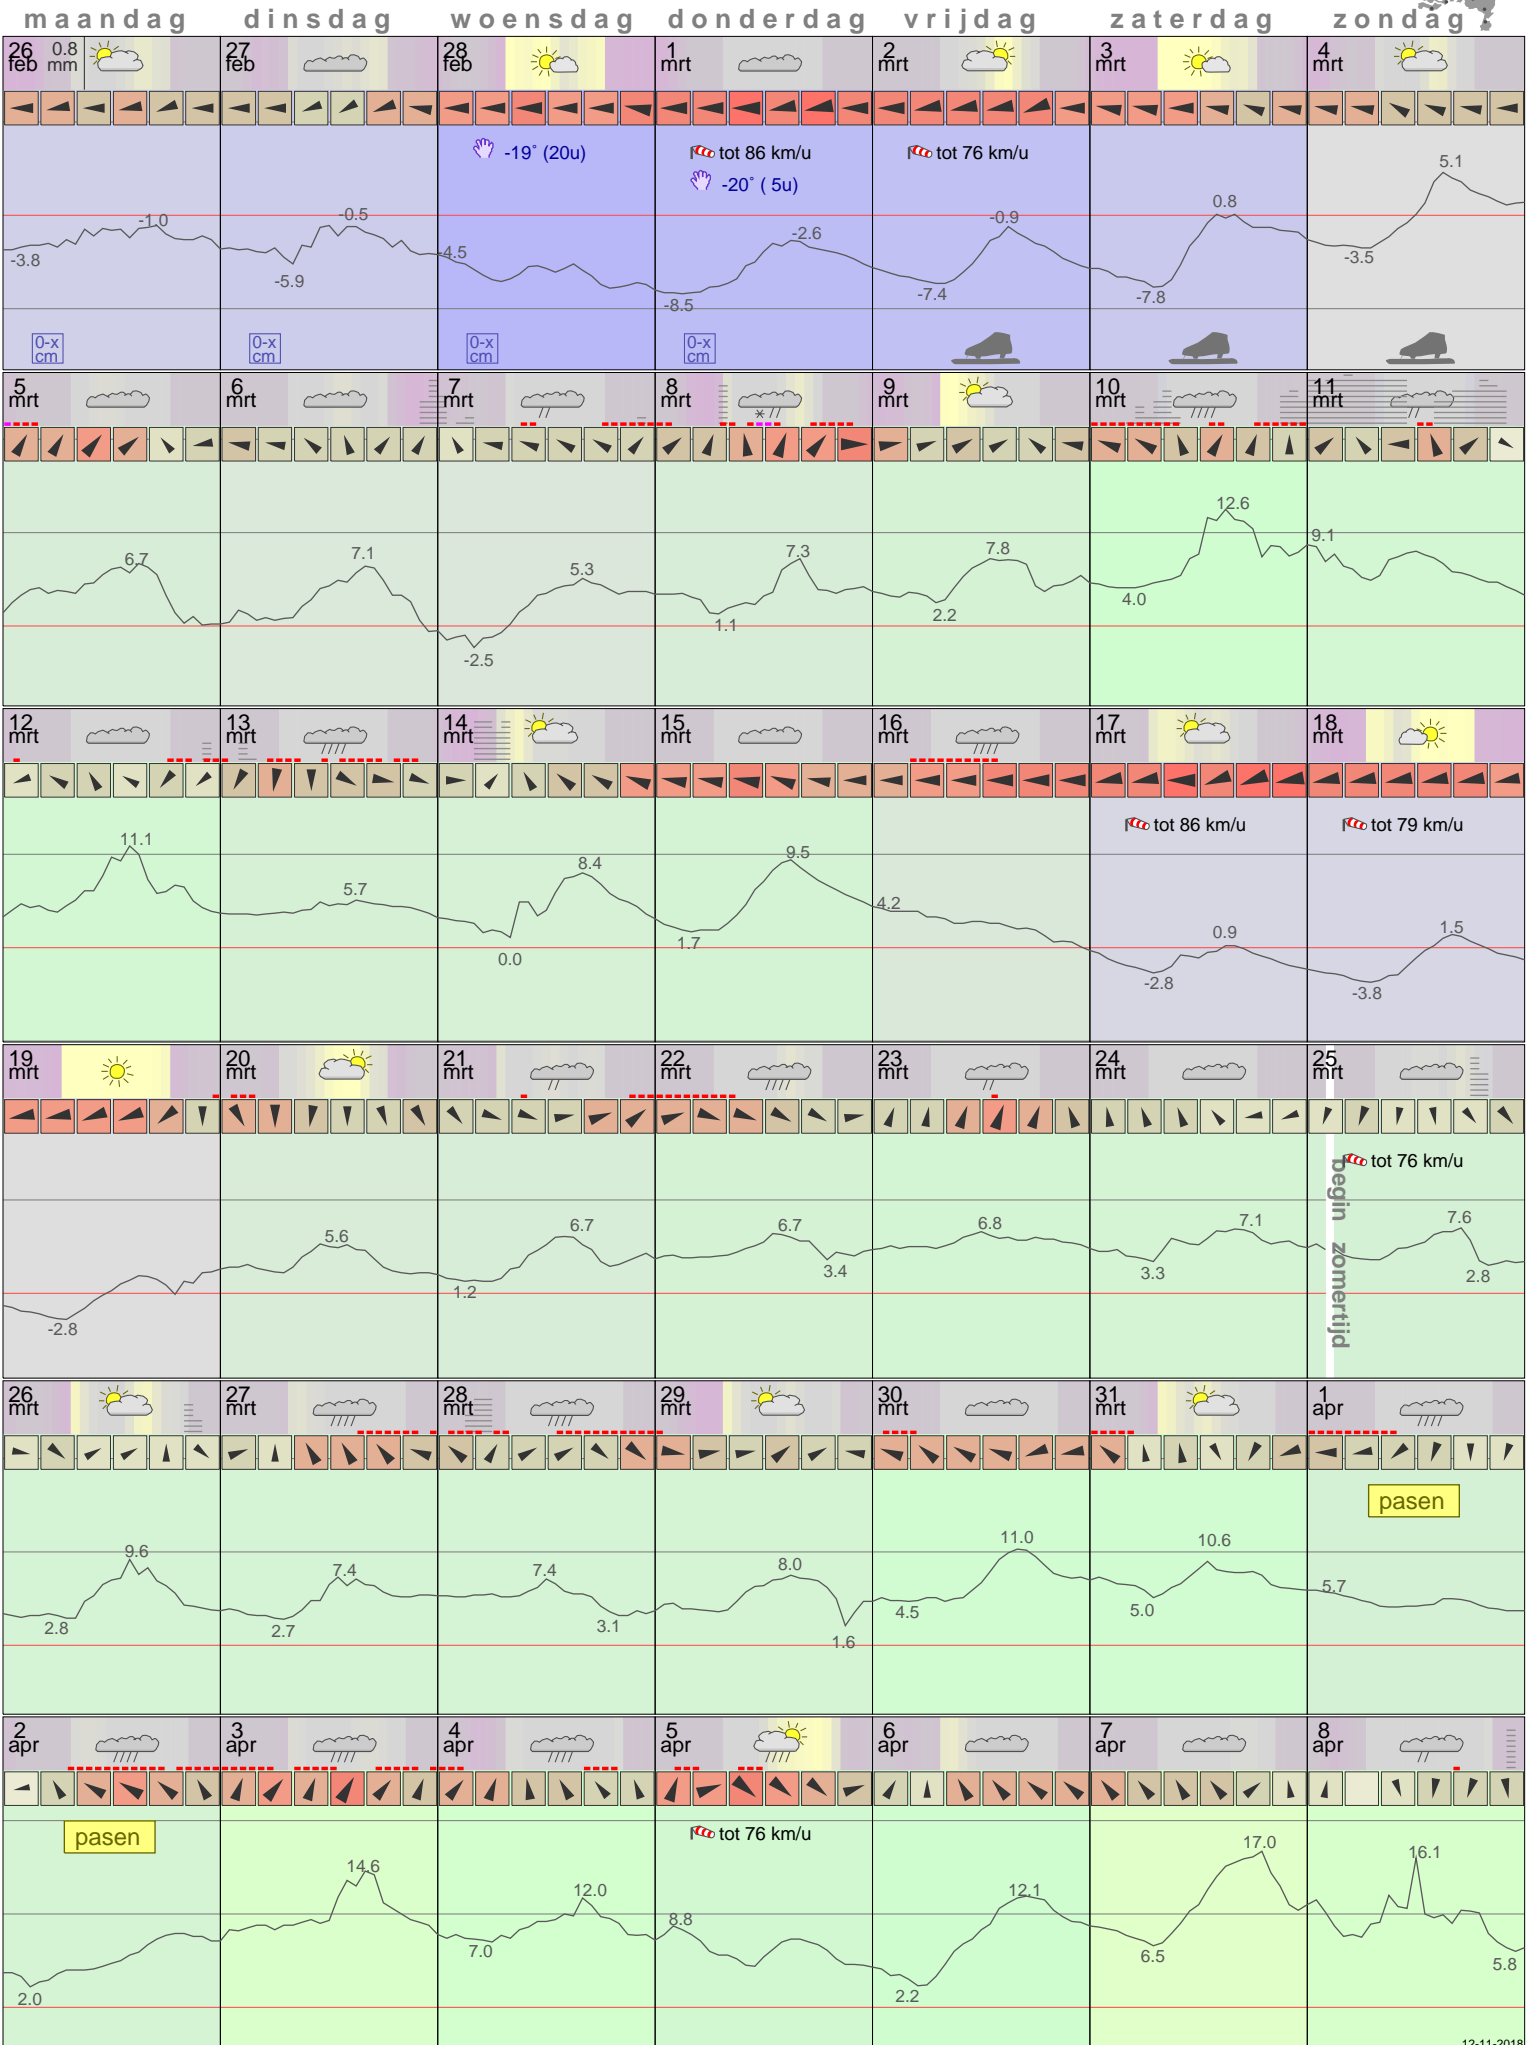 maandag dinsdag woensdag donderdag vrijdag zaterdag zondag
26 0.8 27 28 1 2 3 4
feb mm feb feb mrt mrt mrt mrt
-19° (20u) tot 86 km/u tot 76 km/u
-20° ( 5u)
5.1
0.8
-1.0 -0.5 -0.9
-2.6
-3.8 -4.5 -3.5
-5.9 -7.4 -7.8
-8.5
0-x 0-x 0-x 0-x
cm cm cm cm
5 6 7 8 9 10 11
mrt mrt mrt mrt mrt mrt mrt
12.6
9.1
6.7 7.1 5.3 7.3 7.8
4.0
1.1 2.2
-2.5
12 13 14 15 16 17 18
mrt mrt mrt mrt mrt mrt mrt
tot 86 km/u tot 79 km/u
11.1 8.4 9.5
5.7 4.2
0.9 1.5
0.0 1.7
-2.8 -3.8
19 20 21 22 23 24 25
mrt mrt mrt mrt mrt mrt mrt
tot 76 km/u
begin zomertijd
5.6 6.7 6.7 6.8 7.1 7.6
1.2 3.4 3.3 2.8
-2.8
26 27 28 29 30 31 1
mrt mrt mrt mrt mrt mrt apr
pasen
9.6 7.4 7.4 8.0 11.0 10.6
5.7
2.8 2.7 3.1 1.6 4.5 5.0
2 3 4 5 6 7 8
apr apr apr apr apr apr apr
pasen tot 76 km/u
14.6 12.0 8.8 12.1 17.0 16.1
7.0 6.5 5.8
2.0 2.2
12-11-2018